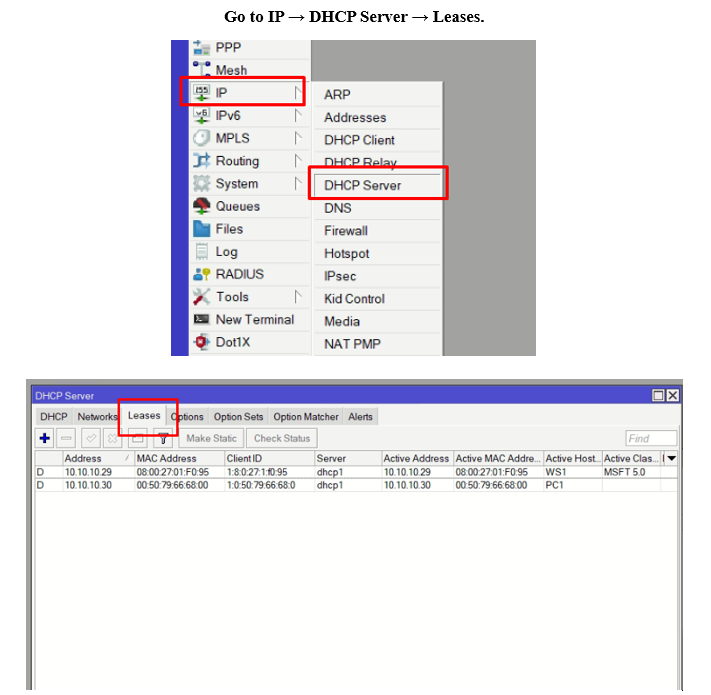 Go to IP → DHCP Server → Leases.
PPP
Mesh
IP
IPv6
MPLS
Routing
System
Queues
Files
Log
RADIUS
Tools
New Terminal
Dot1X
ARP
Addresses
DHCP Client
DHCP Relay
DHCP Server
DNS
Firewall
Hotspot
IPsec
Kid Control
Media
NAT PMP
DHCP Server
DHCP Networks Leases Options Option Sets Option Matcher Alerts
Make Static Check Status Find
Address / MAC Address Client ID Server Active Address Active MAC Addre... Active Host... Active Clas...
D 10.10.10.29 08:00:27:01:F0:95 1:8:0:27:1:f0:95 dhcp1 10.10.10.29 08:00:27:01:F0:95 WS1 MSFT 5.0
D 10.10.10.30 00:50:79:66:68:00 1:0:50:79:66:68:0 dhcp1 10.10.10.30 00:50:79:66:68:00 PC1